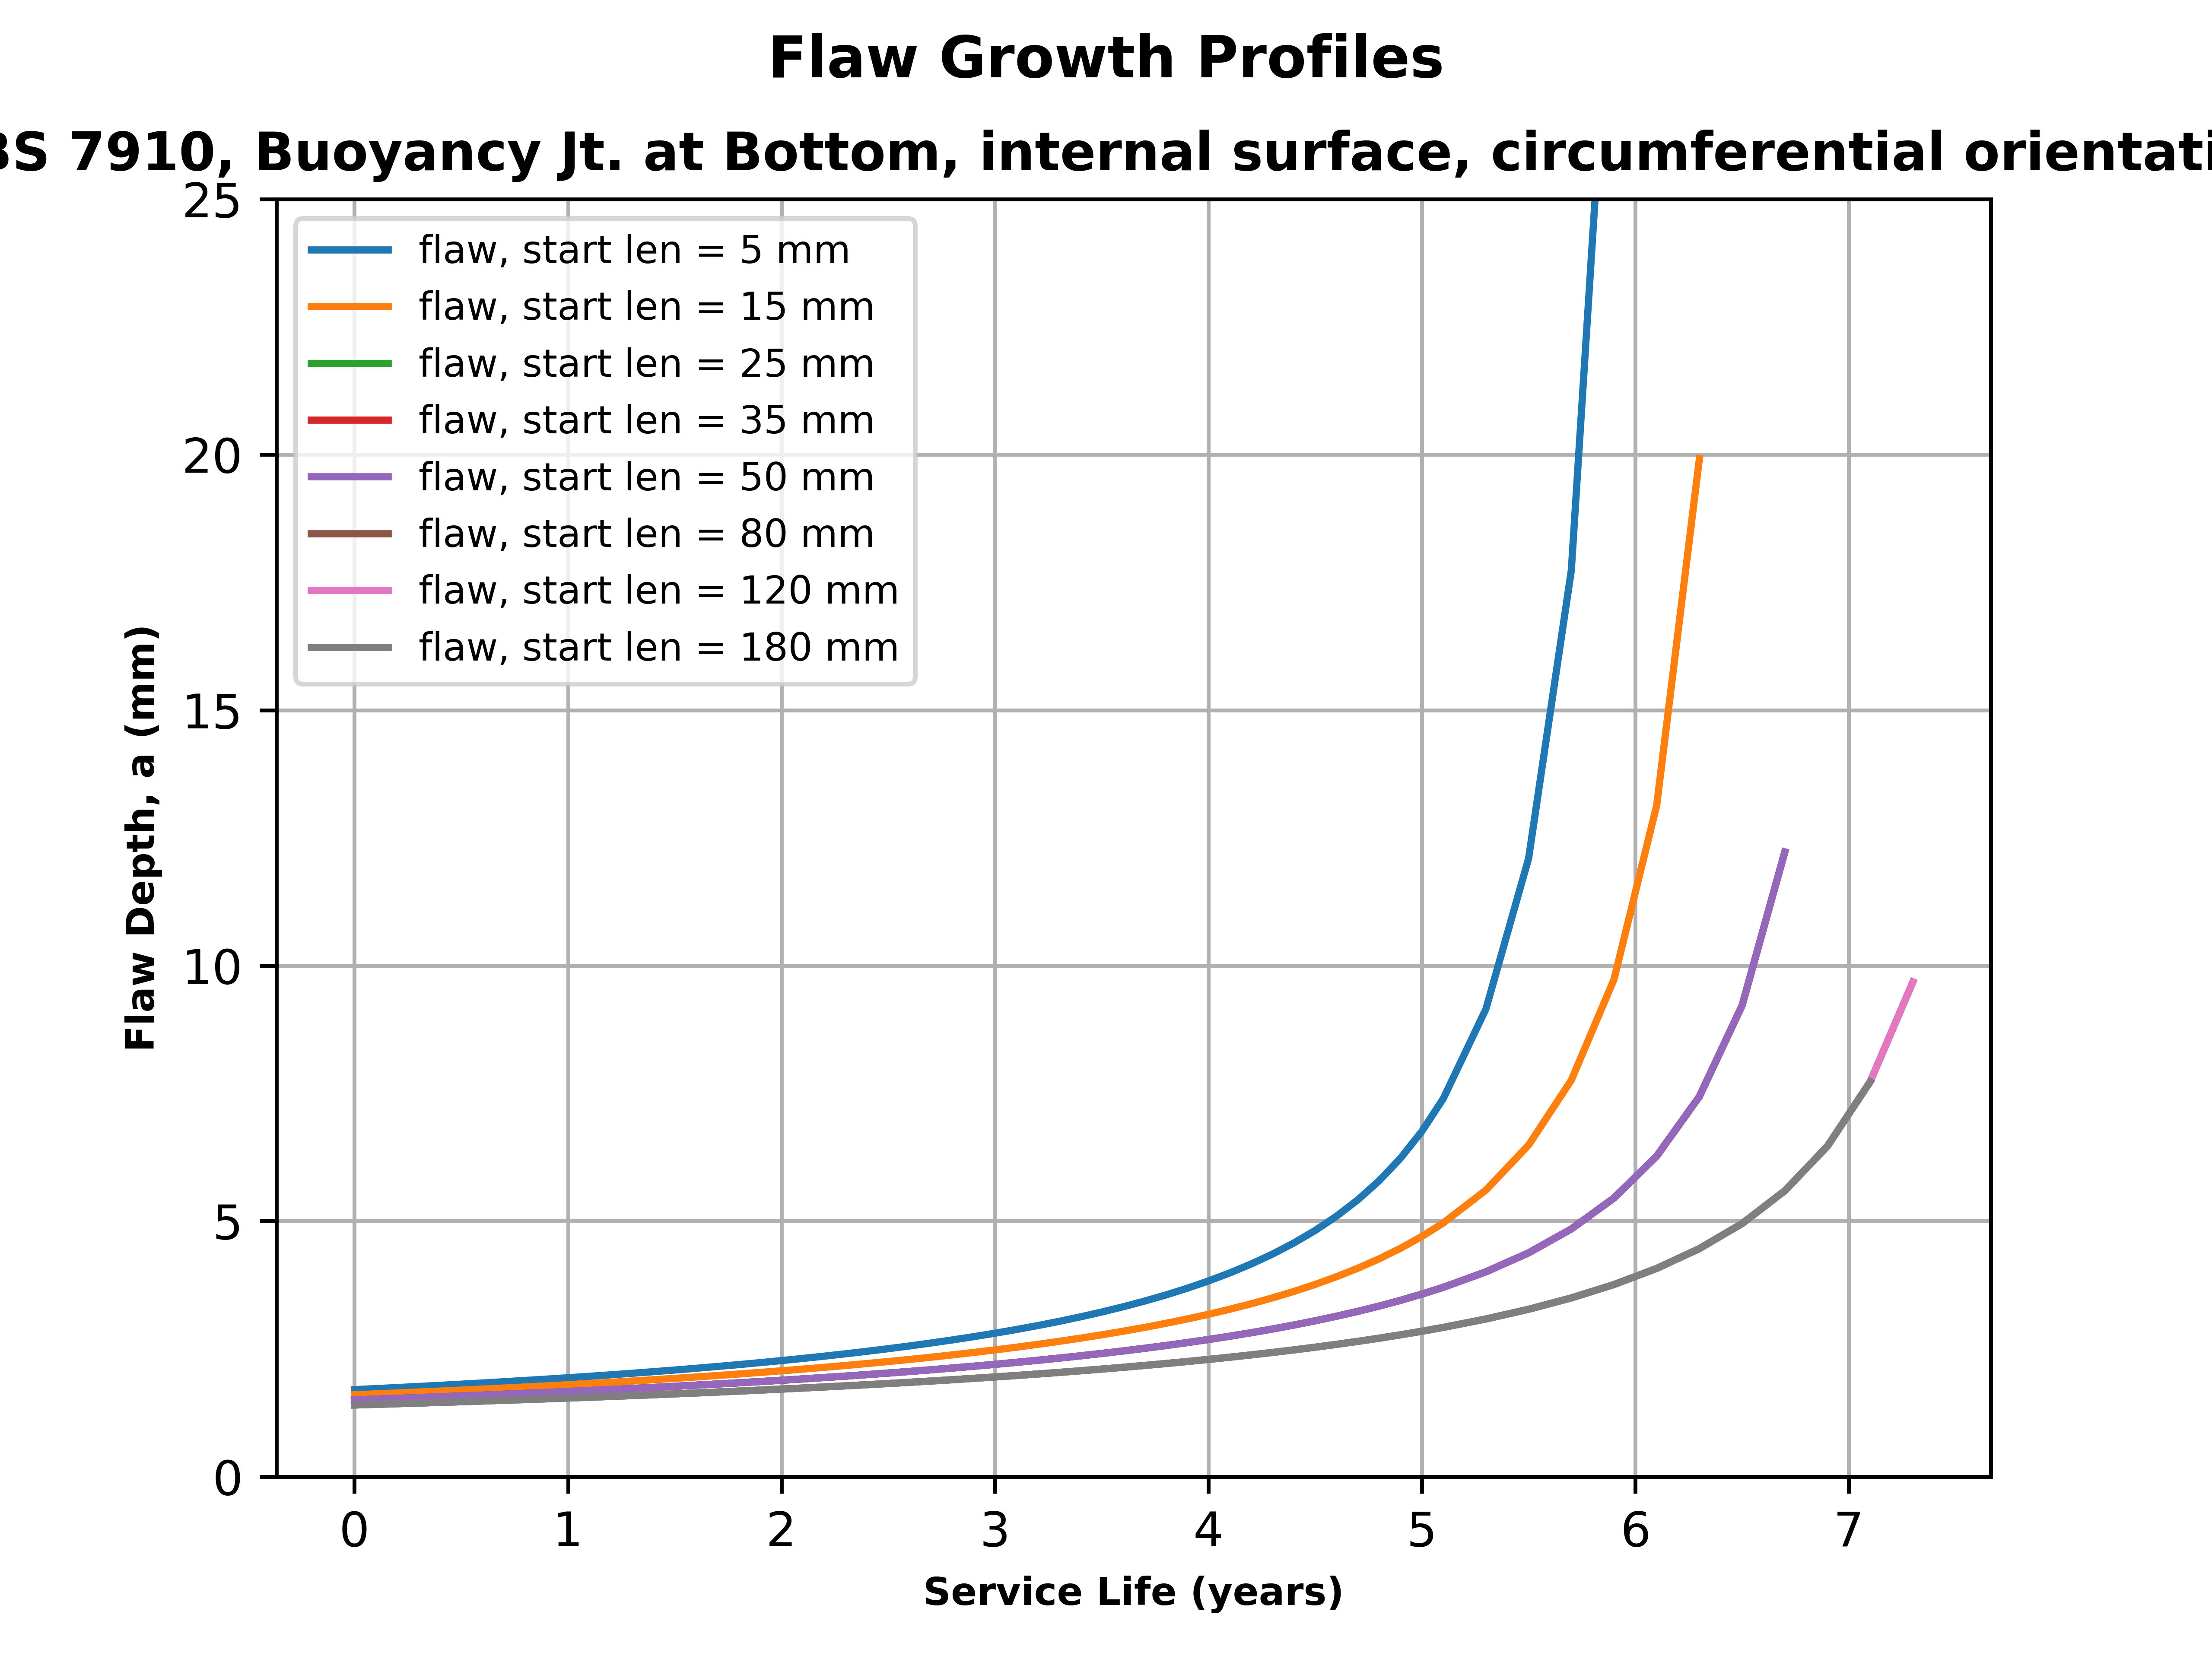 Flaw Growth Profiles
BS 7910, Buoyancy Jt. at Bottom, internal surface, circumferential
25
20
15
10
5
0
flaw, start len = 5 mm
flaw, start len = 15 mm
flaw, start len = 25 mm
flaw, start len = 35 mm
flaw, start len = 50 mm
flaw, start len = 80 mm
flaw, start len = 120 mm
flaw, start len = 180 mm
Flaw Depth, a (mm)
0 1 2 3 4 5 6 7
Service Life (years)